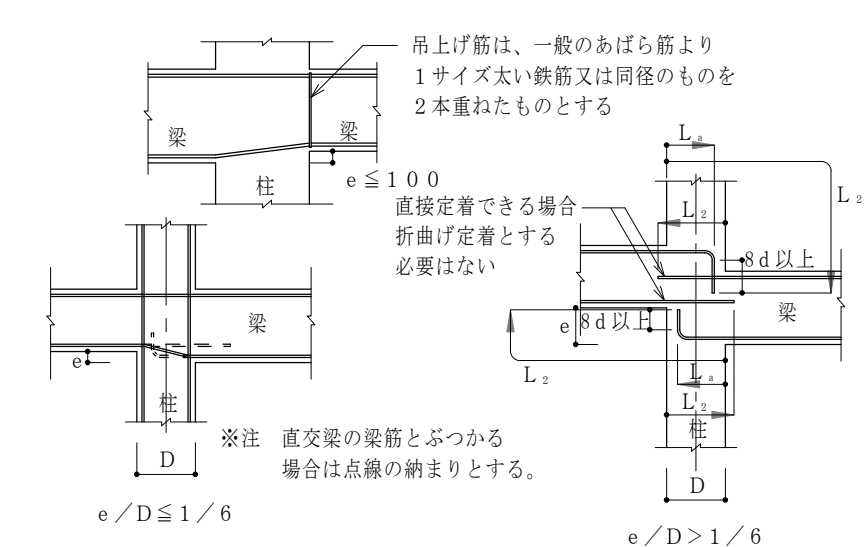 吊上げ筋は、一般のあばら筋より
１サイズ太い鉄筋又は同径のものを
２本重ねたものとする
梁
梁
柱
ｅ≦１００
梁
ｅ
柱
Ｄ
ｅ／Ｄ≦１／６
※注　直交梁の梁筋とぶつかる
場合は点線の納まりとする。
直接定着できる場合
折曲げ定着とする
必要はない
Ｌａ
Ｌ２
Ｌ２
８ｄ以上
梁
ｅ
８ｄ以上
Ｌ２
Ｌａ
Ｌ２
柱
Ｄ
ｅ／Ｄ＞１／６